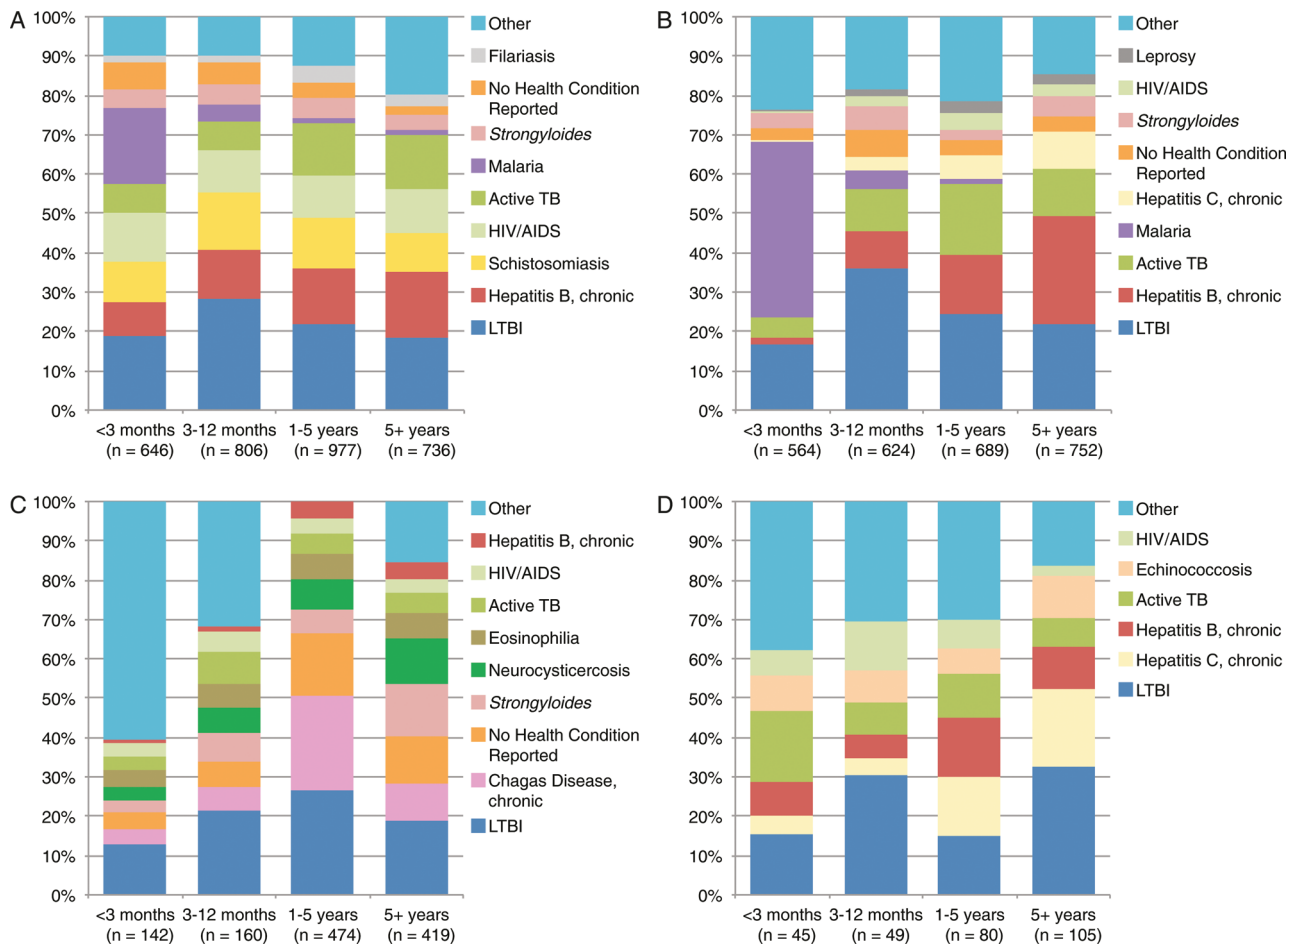 A
100%
90%
80%
70%
60%
50%
40%
30%
20%
10%
0%
<3 months 3-12 months 1-5 years 5+ years
(n = 646) (n = 806) (n = 977) (n = 736)
Other
Filariasis
No Health Condition
Reported
Strongyloides
Malaria
Active TB
HIV/AIDS
Schistosomiasis
Hepatitis B, chronic
LTBI
B
100%
90%
80%
70%
60%
50%
40%
30%
20%
10%
0%
<3 months 3-12 months 1-5 years 5+ years
(n = 564) (n = 624) (n = 689) (n = 752)
Other
Leprosy
HIV/AIDS
Strongyloides
No Health Condition
Reported
Hepatitis C, chronic
Malaria
Active TB
Hepatitis B, chronic
LTBI
C
100%
90%
80%
70%
60%
50%
40%
30%
20%
10%
0%
<3 months 3-12 months 1-5 years 5+ years
(n = 142) (n = 160) (n = 474) (n = 419)
Other
Hepatitis B, chronic
HIV/AIDS
Active TB
Eosinophilia
Neurocysticercosis
Strongyloides
No Health Condition
Reported
Chagas Disease,
chronic
LTBI
D
100%
90%
80%
70%
60%
50%
40%
30%
20%
10%
0%
<3 months 3-12 months 1-5 years 5+ years
(n = 45) (n = 49) (n = 80) (n = 105)
Other
HIV/AIDS
Echinococcosis
Active TB
Hepatitis B, chronic
Hepatitis C, chronic
LTBI